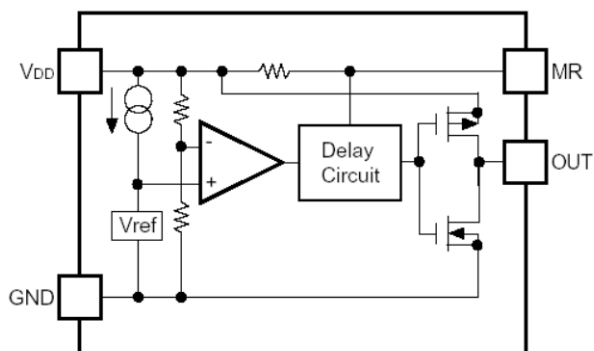 VDD
MR
-
+
Delay
Circuit
OUT
Vref
GND